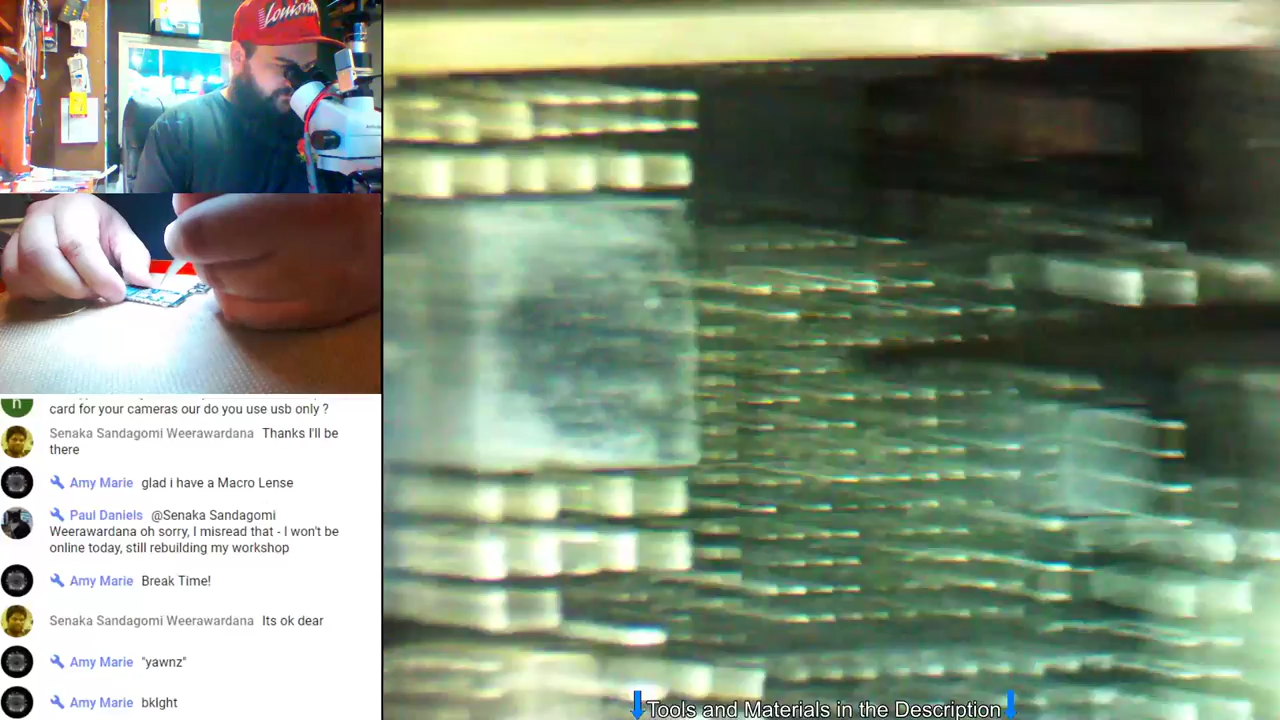 Louisville
card for your cameras our do you use usb only ?
Senaka Sandagomi Weerawardana Thanks I'll be
there
Amy Marie glad i have a Macro Lense
Paul Daniels @Senaka Sandagomi
Weerawardana oh sorry, I misread that - I won't be
online today, still rebuilding my workshop
Amy Marie Break Time!
Senaka Sandagomi Weerawardana Its ok dear
Amy Marie "yawnz"
Amy Marie bklght
Tools and Materials in the Description